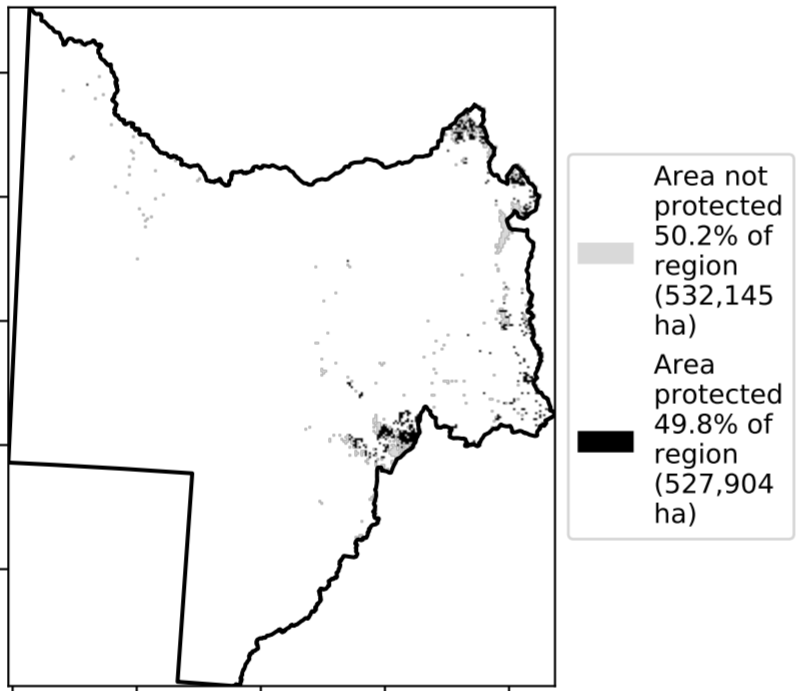 Area not
protected
50.2% of
region
(532,145
ha)
Area
protected
49.8% of
region
(527,904
ha)